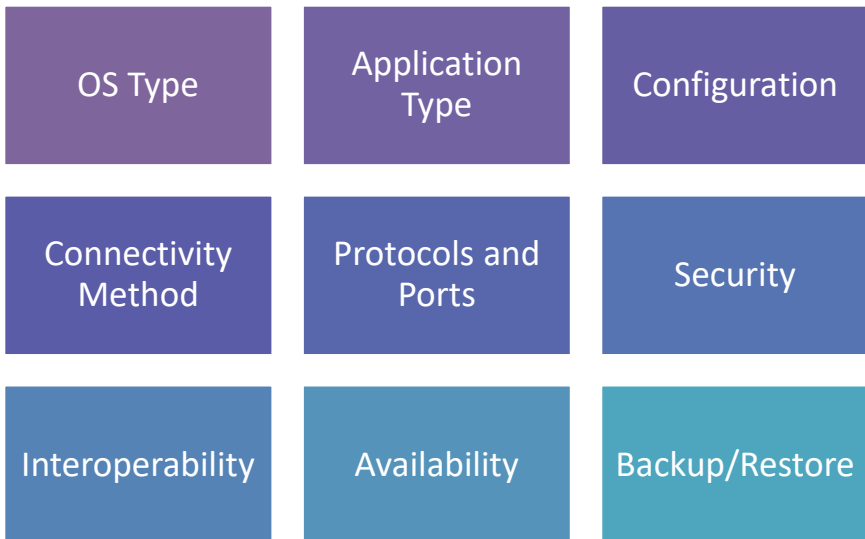 OS Type
Application
Type
Configuration
Connectivity
Method
Protocols and
Ports
Security
Interoperability
Availability
Backup/Restore